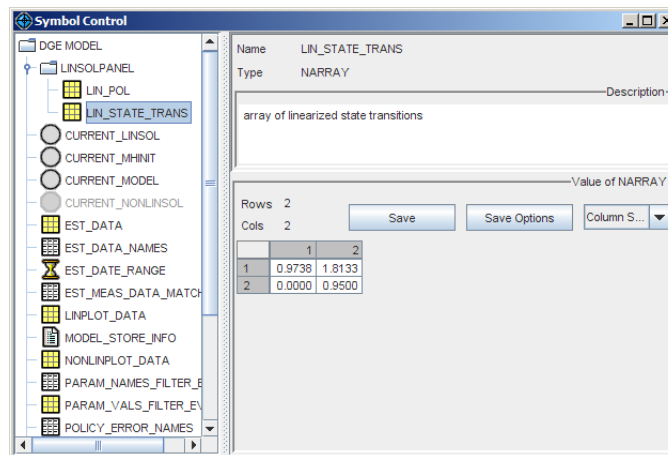 Symbol Control
DGE MODEL
LINSOLPANEL
LIN_POL
LIN_STATE_TRANS
CURRENT_LINSOL
CURRENT_MHINIT
CURRENT_MODEL
CURRENT_NONLINSOL
EST_DATA
EST_DATA_NAMES
EST_DATE_RANGE
EST_MEAS_DATA_MATCH
LINPLOT_DATA
MODEL_STORE_INFO
NONLINPLOT_DATA
PARAM_NAMES_FILTER_E
PARAM_VALS_FILTER_EV
POLICY_ERROR_NAMES
Name LIN_STATE_TRANS
Type NARRAY
Description
array of linearized state transitions
Value of NARRAY
Rows 2
Cols 2
Save
Save Options
Column S...
1 2
1 0.9738 1.8133
2 0.0000 0.9500